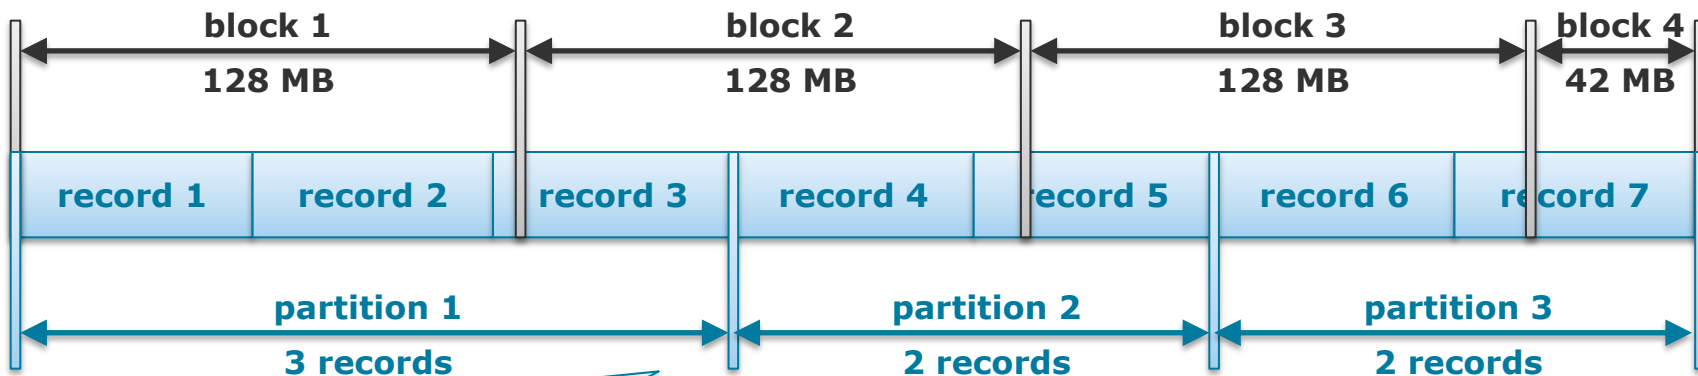 block 1
block 2
block 3
block 4
128 MB
128 MB
128 MB
42 MB
record 1
record 2
record 3
record 4
record 5
record 6
record 7
partition 1
partition 2
partition 3
3 records
2 records
2 records